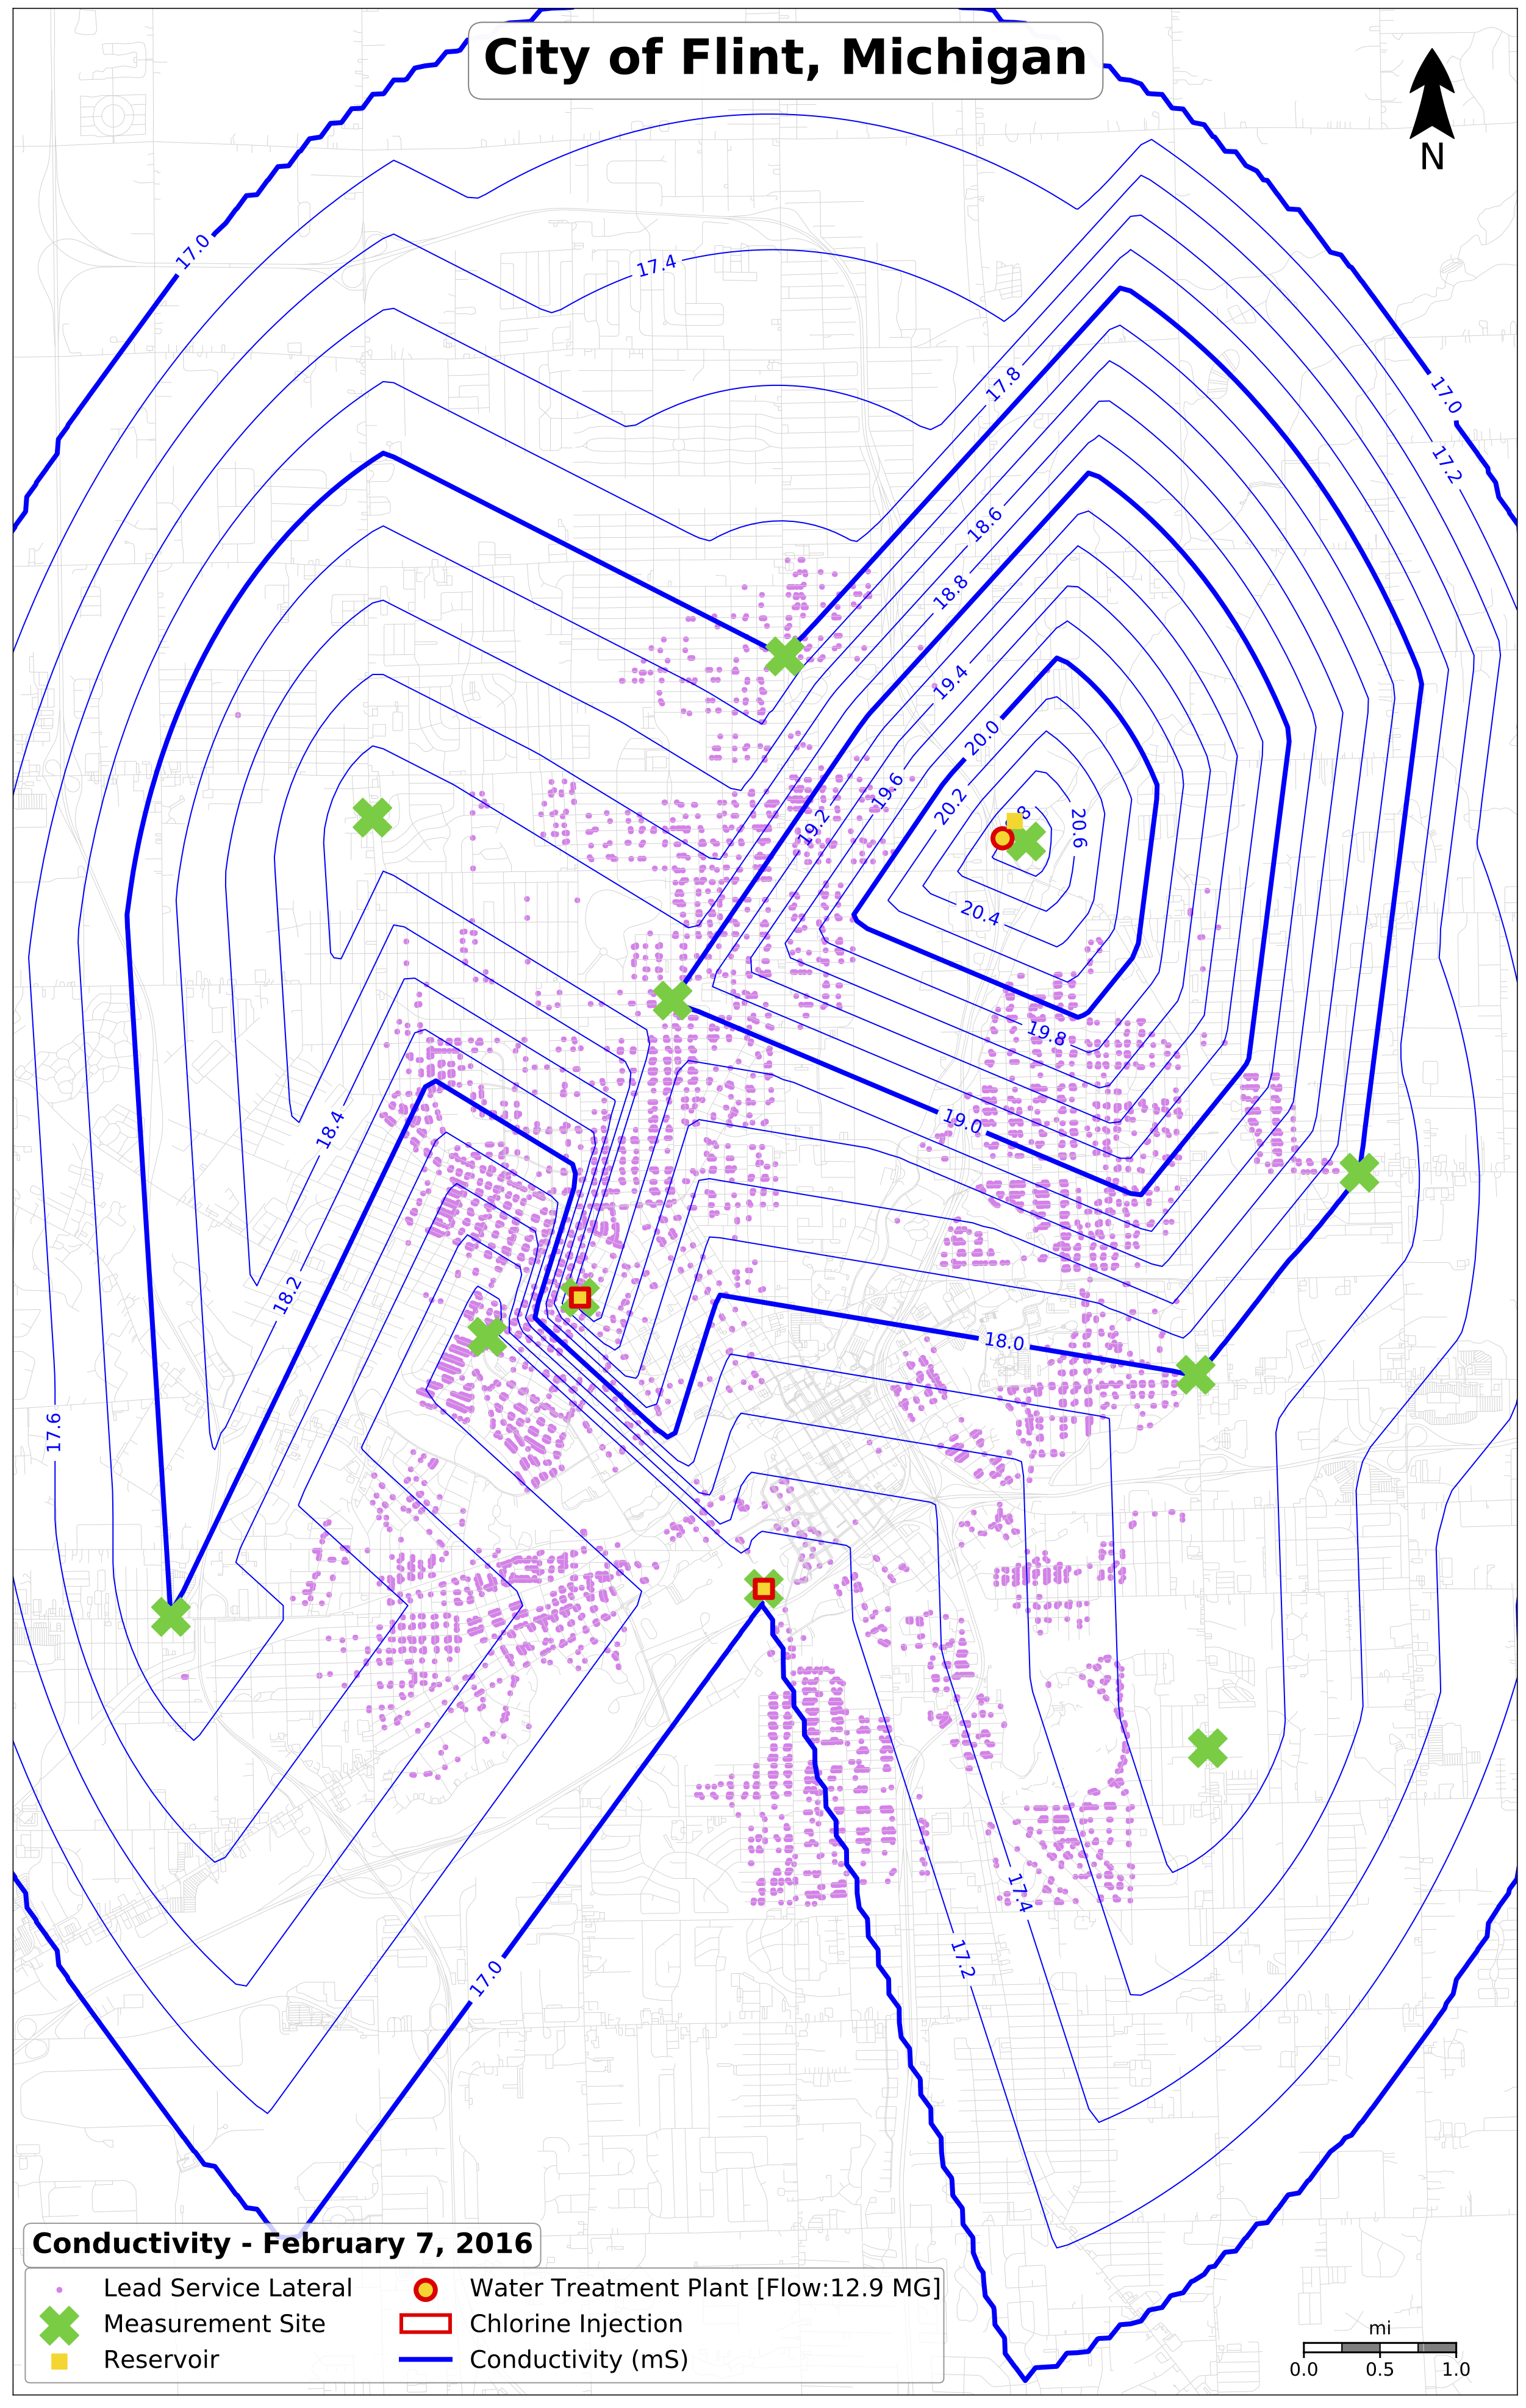 City of Flint, Michigan
N
17.0
17.4
17.8
17.0
17.2
18.6
18.8
19.4
20.0
19.6
20.2
19.2
20.6
20.4
19.8
18.4
19.0
18.2
18.0
17.6
17.4
17.2
17.0
Conductivity - February 7, 2016
Lead Service Lateral
Measurement Site
Reservoir
Water Treatment Plant [Flow:12.9 MG]
Chlorine Injection
Conductivity (mS)
mi
0.0 0.5 1.0